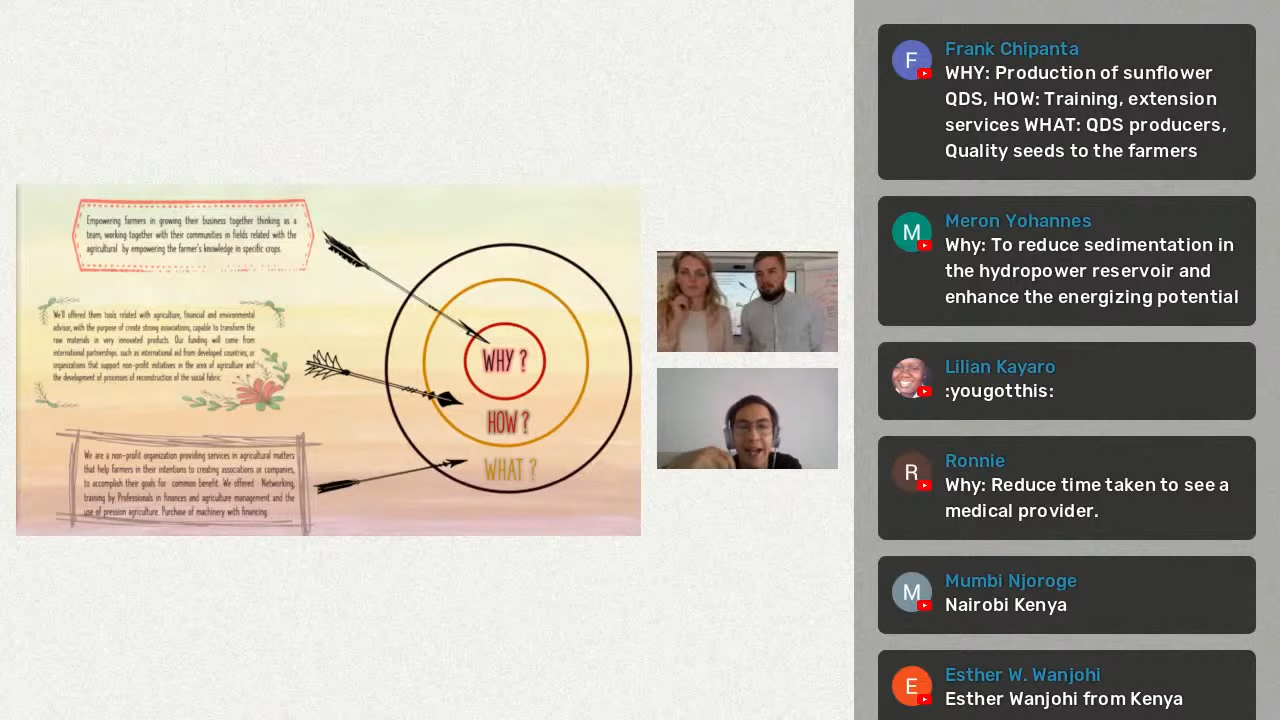 Empowering farmers in growing their business together thinking as a
team, working together with their communities in fields related with the
agricultural by empowering the farmer's knowledge in specific crops.
We'll offered them tools related with agriculture, financial and environmental
advisor, with the purpose of create strong associations, capable to transform the
raw materials in very innovated products. Our funding will come from
international partnerships. such as international aid from developed countries, or
organizations that support non-profit initiatives in the area of agriculture and
the development of processes of reconstruction of the social fabric.
We are a non-profit organization providing services in agricultural matters
that help farmers in their intentions to creating associations or companies,
to accomplish their goals for common benefit. We offered : Networking,
training by Professionals in finances and agriculture management and the
use of pression agriculture. Purchase of machinery with financing.
WHY ?
HOW ?
WHAT ?
F
Frank Chipanta
WHY: Production of sunflower
QDS, HOW: Training, extension
services WHAT: QDS producers,
Quality seeds to the farmers
M
Meron Yohannes
Why: To reduce sedimentation in
the hydropower reservoir and
enhance the energizing potential
Lilian Kayaro
:yougotthis:
R
Ronnie
Why: Reduce time taken to see a
medical provider.
M
Mumbi Njoroge
Nairobi Kenya
E
Esther W. Wanjohi
Esther Wanjohi from Kenya